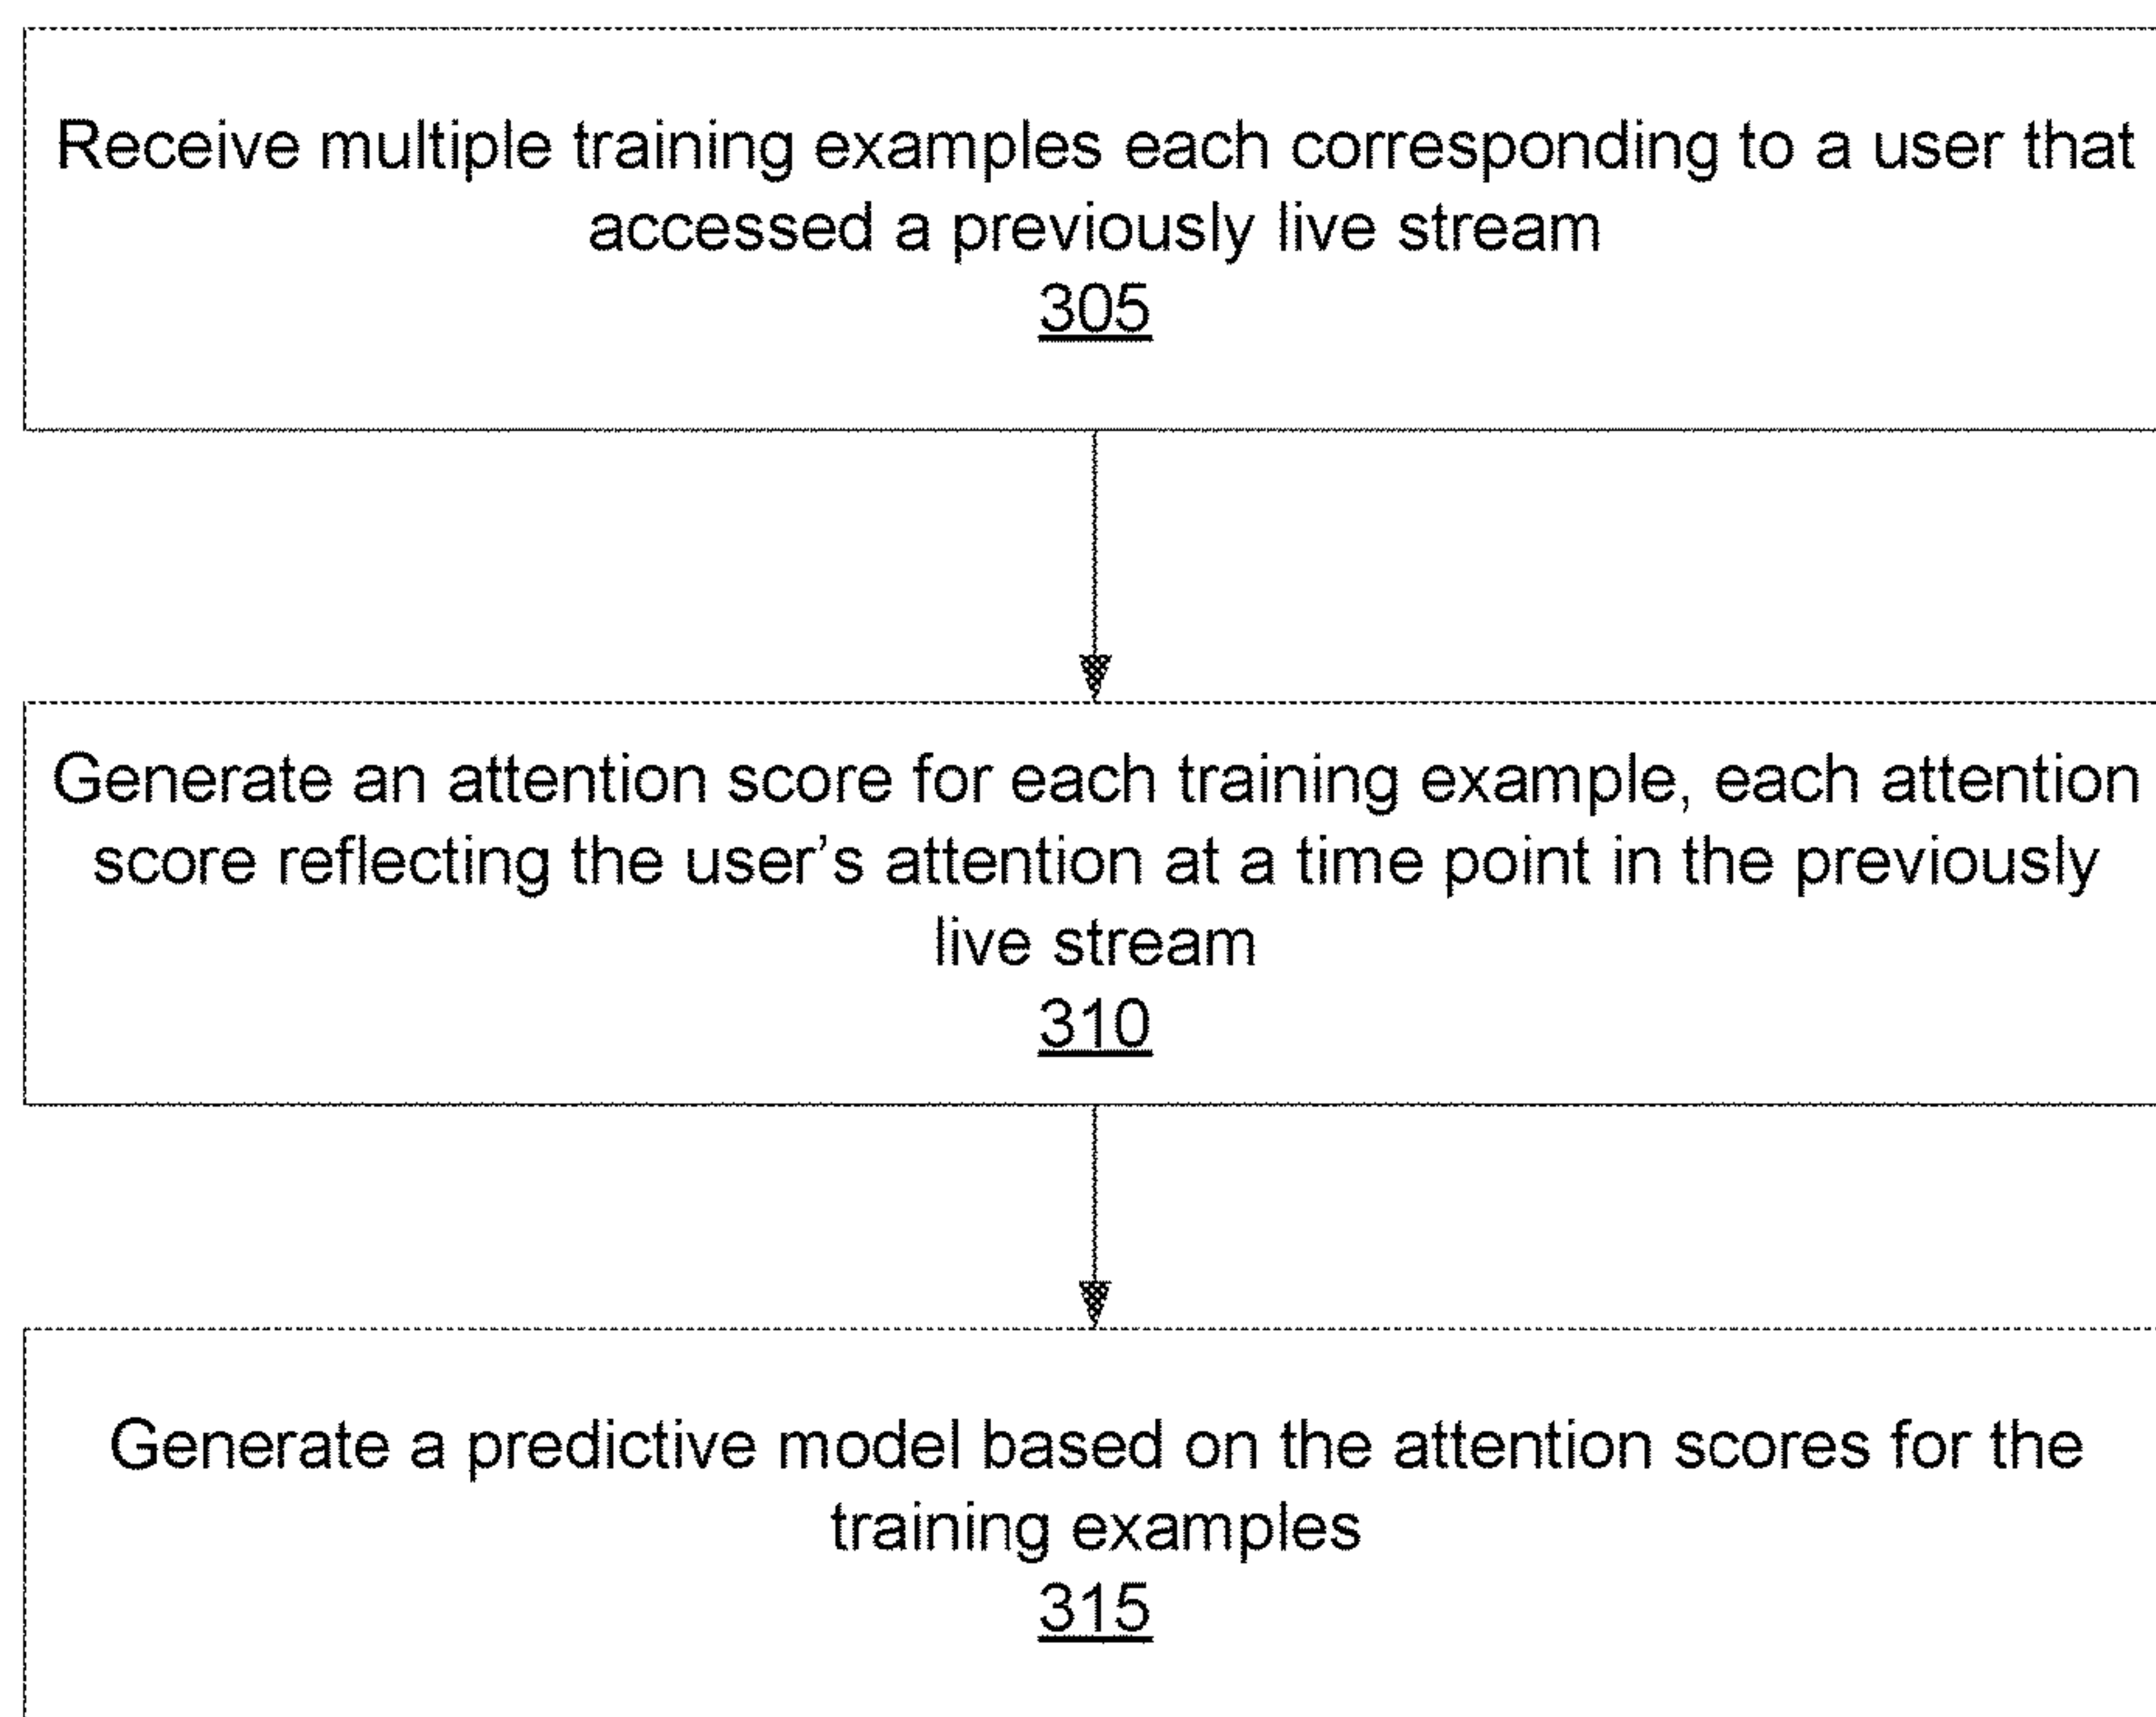 Receive multiple training examples each corresponding to a user that
accessed a previously live stream
305
Generate an attention score for each training example, each attention
score reflecting the user’s attention at a time point in the previously
live stream
310
Generate a predictive model based on the attention scores for the
training examples
315